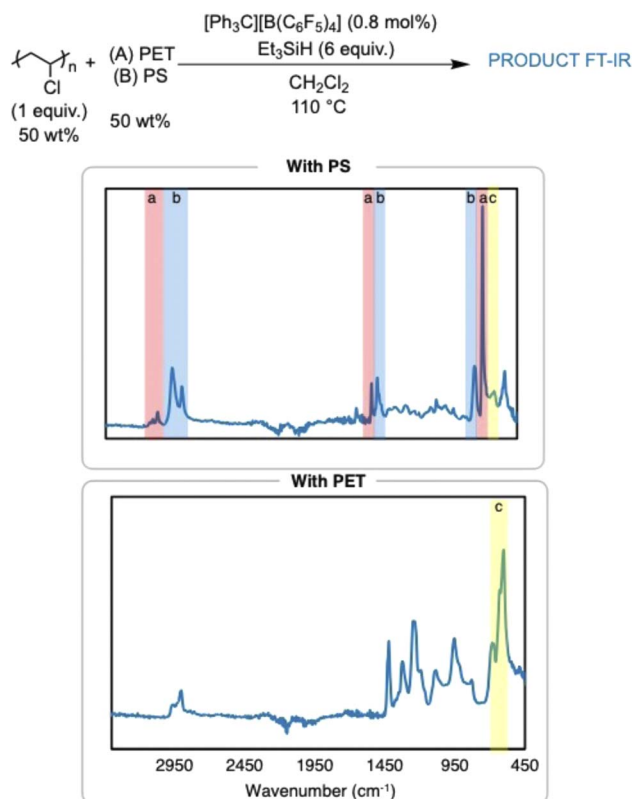 [Ph₃C][B(C₆F₅)₄] (0.8 mol%)
Et₃SiH (6 equiv.)
n + (A) PET
(B) PS
PRODUCT FT-IR
Cl
CH₂Cl₂
110 °C
(1 equiv.)
50 wt%
50 wt%
With PS
a b a b b a c
With PET
c
2950 2450 1950 1450 950 450
Wavenumber (cm⁻¹)